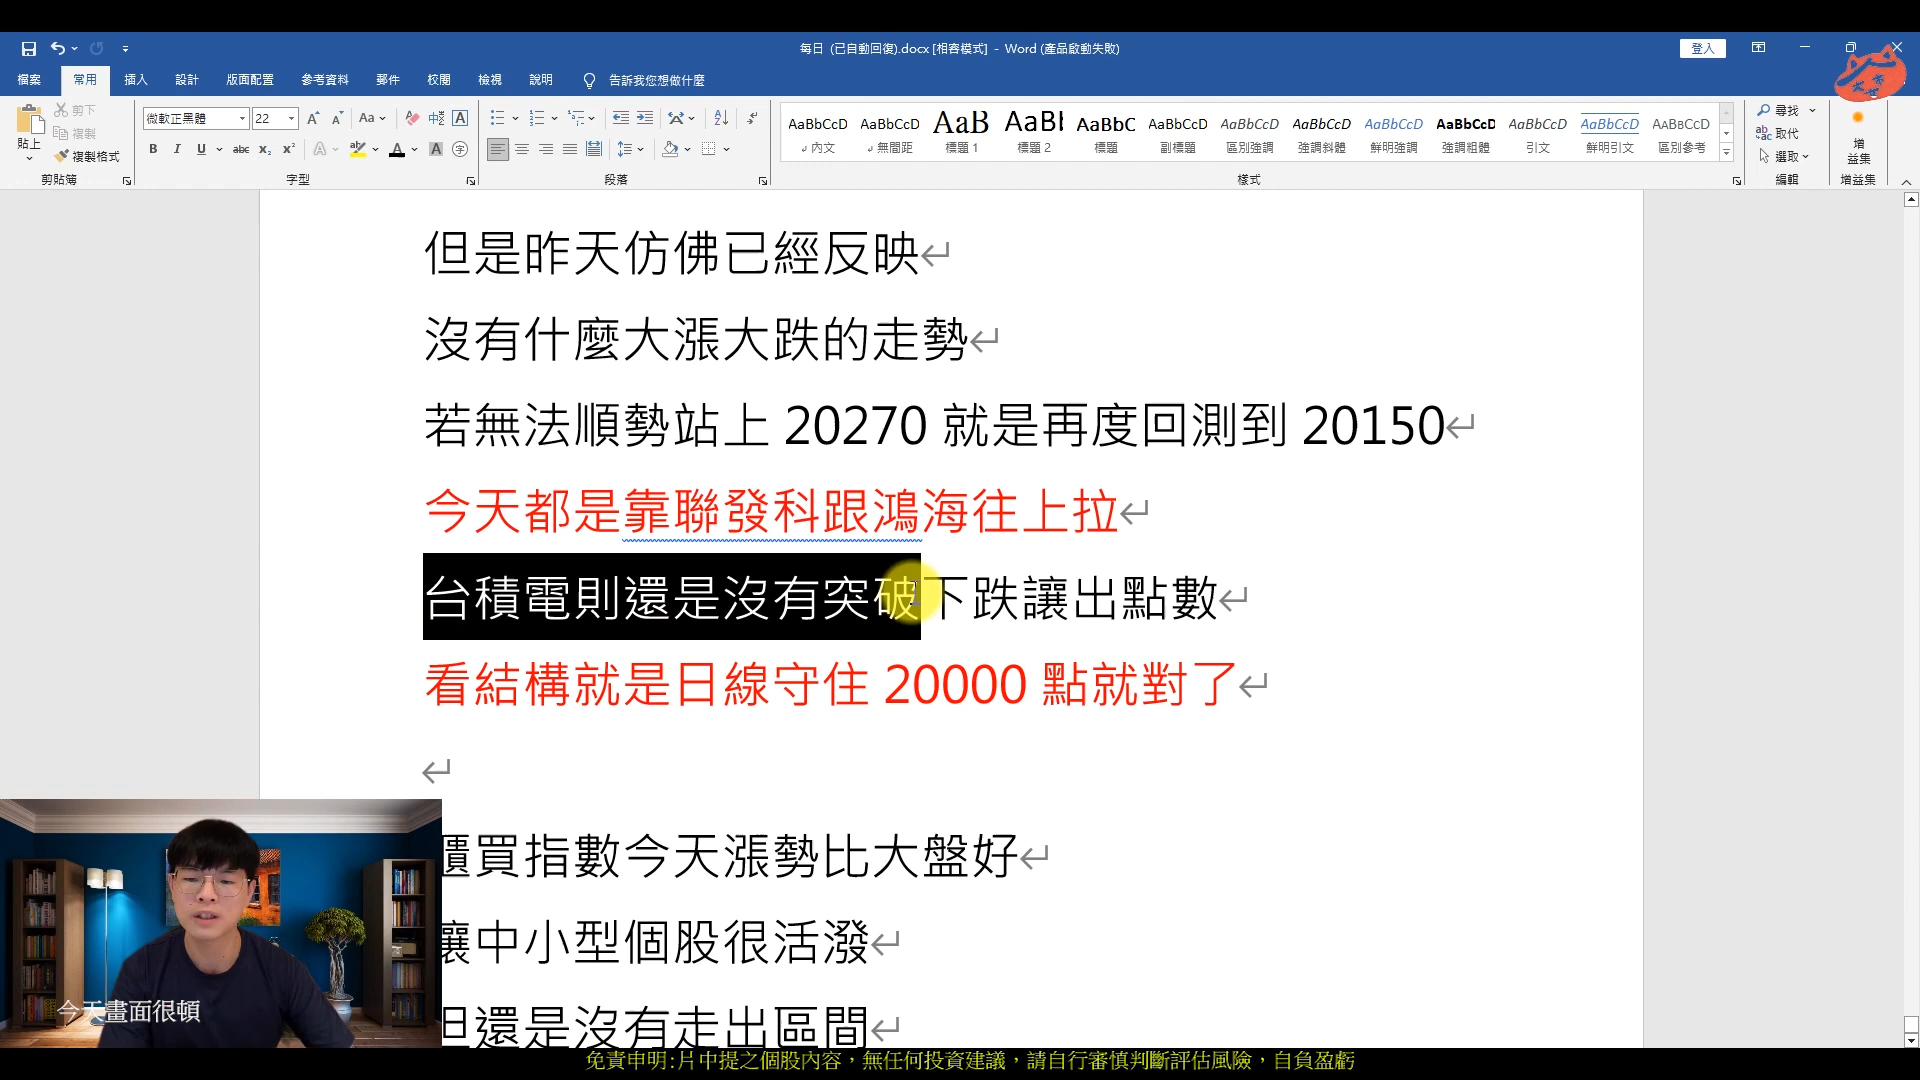 每日 (已自動回復).docx [相容模式] - Word (產品啟動失敗)
登入
檔案 常用 插入 設計 版面配置 參考資料 郵件 校閱 檢視 說明 告訴我您想做什麼
貼上
剪下
複製
複製格式
剪貼簿
微軟正黑體 22
字型
段落
AaBbCcD AaBbCcD AaB AaBl AaBbC AaBbCcD AaBbCcD AaBbCcD AaBbCcD AaBbCcD AaBbCcD AaBbCcD AaBbCcD
內文 無間距 標題 1 標題 2 標題 副標題 區別強調 強調斜體 鮮明強調 強調粗體 引文 鮮明引文 區別參考
樣式
尋找
取代
選取
編輯
增
益集
增益集
但是昨天仿佛已經反映
沒有什麼大漲大跌的走勢
若無法順勢站上 20270 就是再度回測到 20150
今天都是靠聯發科跟鴻海往上拉
台積電則還是沒有突破下跌讓出點數
看結構就是日線守住 20000 點就對了
櫃買指數今天漲勢比大盤好
讓中小型個股很活潑
但還是沒有走出區間
今天畫面很頓
免責申明:片中提之個股內容，無任何投資建議，請自行審慎判斷評估風險，自負盈虧